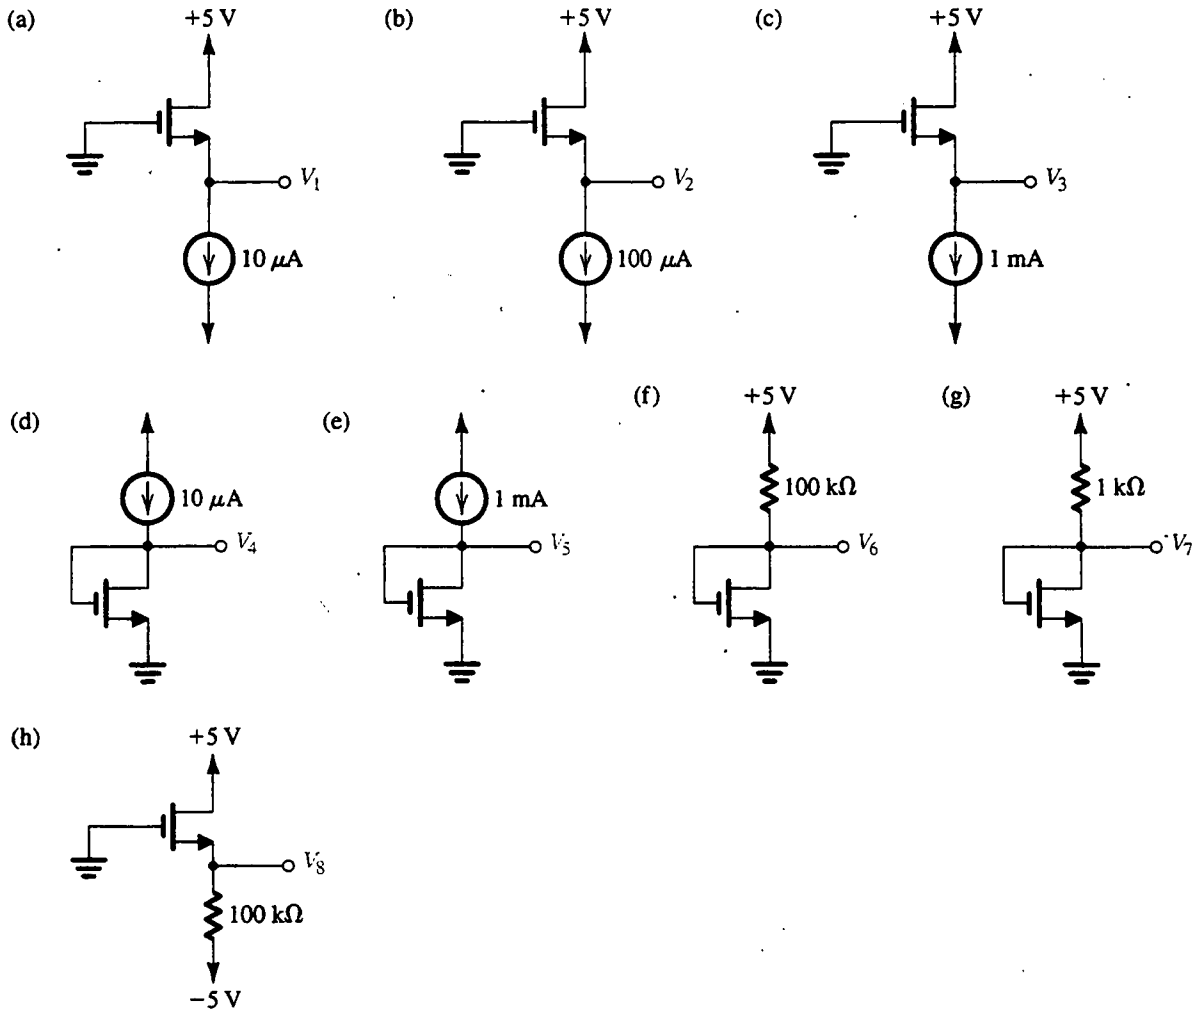 (a) +5 V (b) +5 V (c) +5 V
V₁ V₂ V₃
10 μA 100 μA 1 mA
(f) +5 V (g) +5 V
(d) (e)
10 μA 1 mA 100 kΩ 1 kΩ
V₄ V₅ V₆ V₇
(h) +5 V
V₈
100 kΩ
−5 V